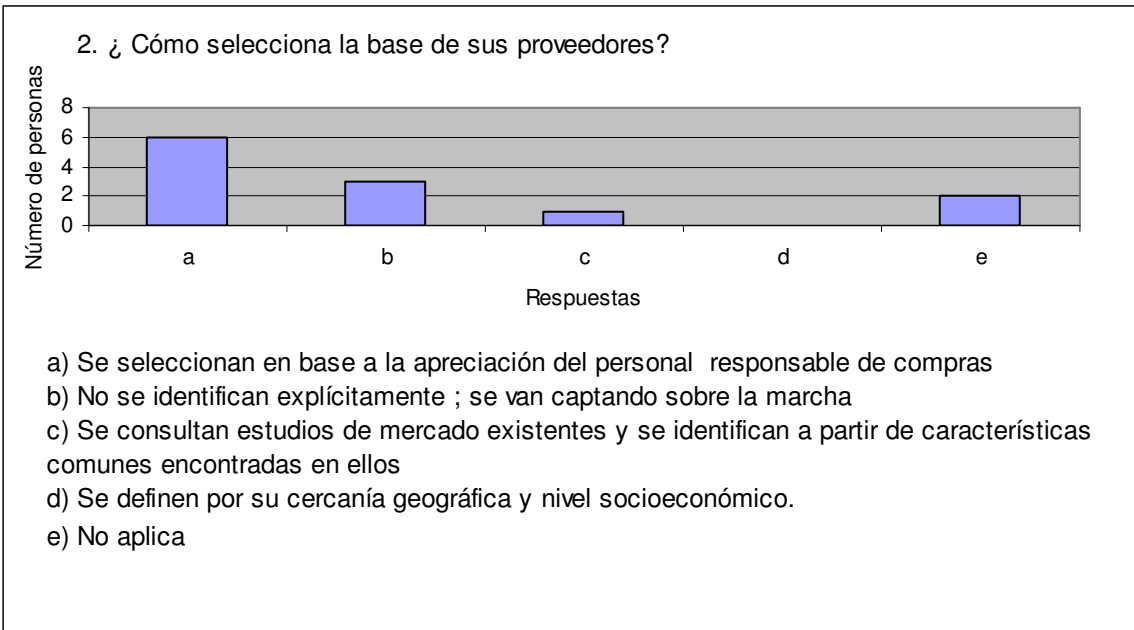 2. ¿ Cómo selecciona la base de sus proveedores?
Número de personas
8
6
4
2
0
a b c d e
Respuestas
a) Se seleccionan en base a la apreciación del personal  responsable de compras
b) No se identifican explícitamente ; se van captando sobre la marcha
c) Se consultan estudios de mercado existentes y se identifican a partir de características
comunes encontradas en ellos
d) Se definen por su cercanía geográfica y nivel socioeconómico.
e) No aplica